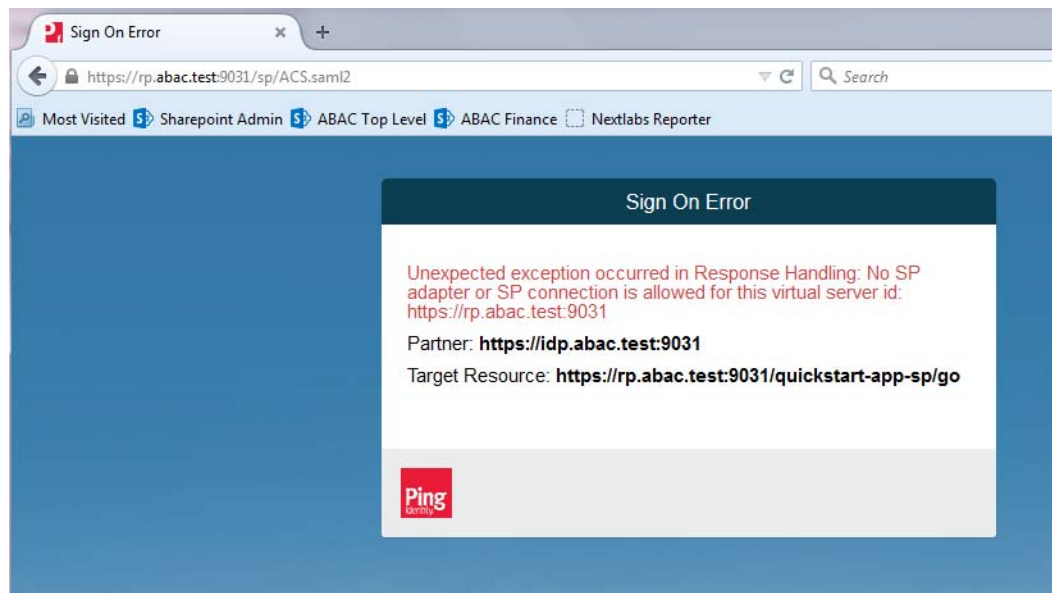 Sign On Error
https://rp.abac.test:9031/sp/ACS.saml2
Search
Most Visited Sharepoint Admin ABAC Top Level ABAC Finance Nextlabs Reporter
Sign On Error
Unexpected exception occurred in Response Handling: No SP
adapter or SP connection is allowed for this virtual server id:
https://rp.abac.test:9031
Partner: https://idp.abac.test:9031
Target Resource: https://rp.abac.test:9031/quickstart-app-sp/go
Ping
Identity